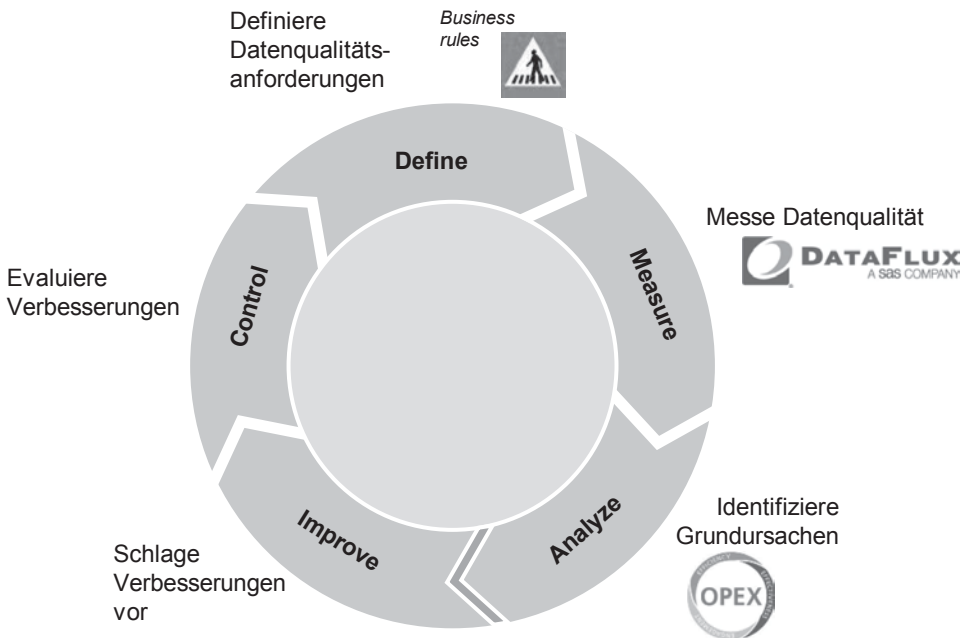 Definiere
Datenqualitäts-
anforderungen
Business
rules
Define
Messe Datenqualität
DATAFLUX
A SAS COMPANY
Measure
Identifiziere
Grundursachen
OPEX
Analyze
Schlage
Verbesserungen
vor
Improve
Evaluiere
Verbesserungen
Control